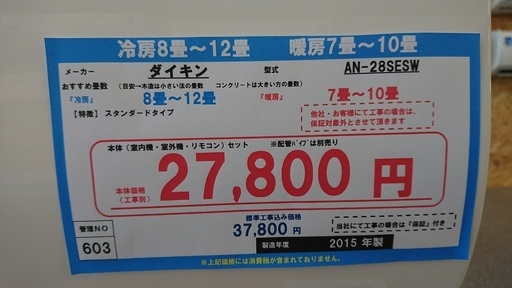 冷房8畳～12畳　暖房7畳～10畳
メーカー　ダイキン　型式　AN-28SESW
おすすめ畳数　(目安→木造は小さい法の畳数　コンクリートは大きい方の畳数)
『冷房』　8畳～12畳　『暖房』　7畳～10畳
【特徴】 スタンダードタイプ
他社・お客様にて工事の場合は、
保証対象外とさせて頂きます
本体（室内機・室外機・リモコン）セット　※配管パイプは別売り
本体価格
（工事別）
27,800 円
標準工事込み価格
37,800 円
当社にて工事の場合は『保証』付き
管理NO
603
製造年度　2015 年製
※上記価格には消費税が含まれておりません。